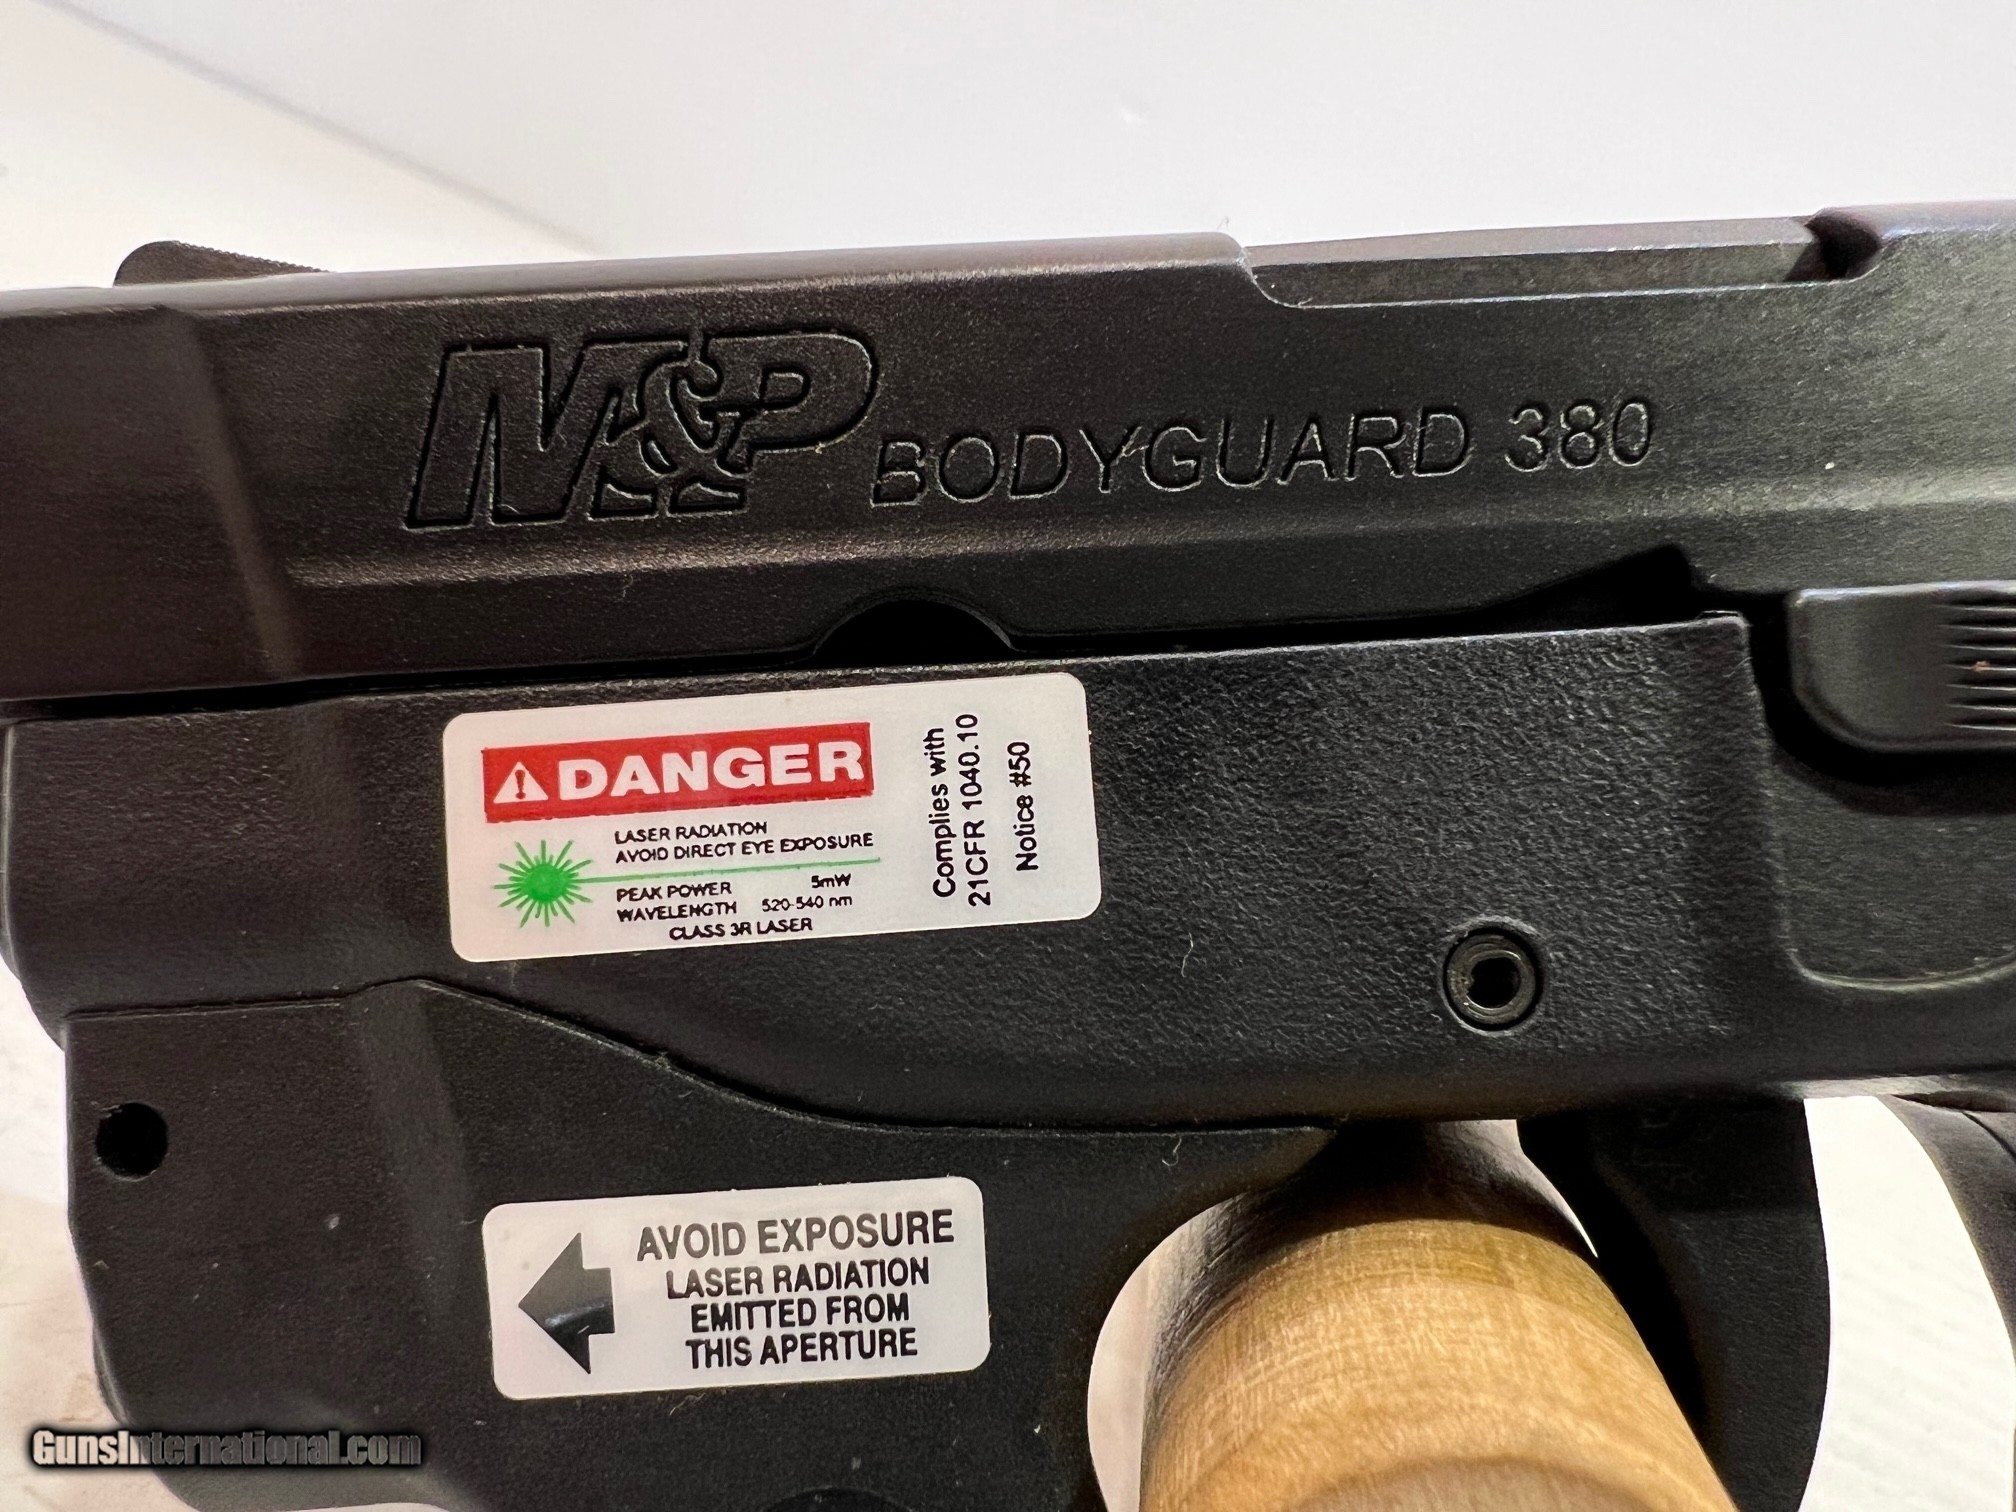 M&P BODYGUARD 380
DANGER
LASER RADIATION
AVOID DIRECT EYE EXPOSURE
PEAK POWER 5mW
WAVELENGTH 520-540 nm
CLASS 3R LASER
Complies with
21CFR 1040.10
Notice #50
AVOID EXPOSURE
LASER RADIATION
EMITTED FROM
THIS APERTURE
GunsInternational.com